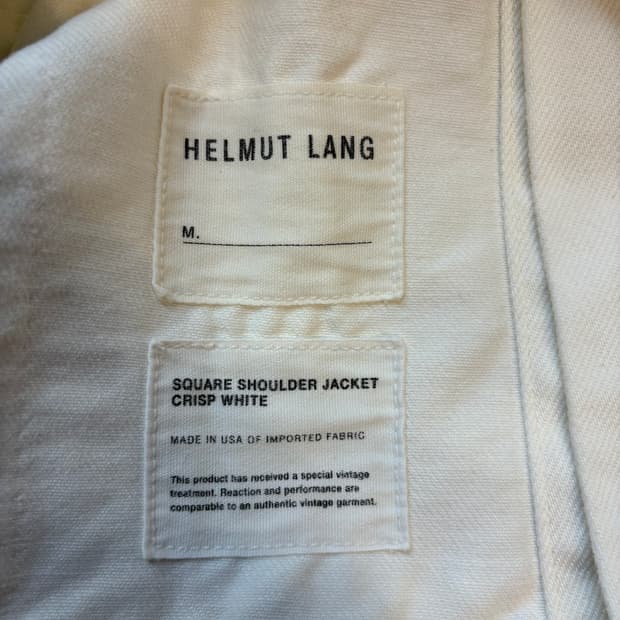 HELMUT LANG
M.
SQUARE SHOULDER JACKET
CRISP WHITE
MADE IN USA OF IMPORTED FABRIC
This product has received a special vintage
treatment. Reaction and performance are
comparable to an authentic vintage garment.